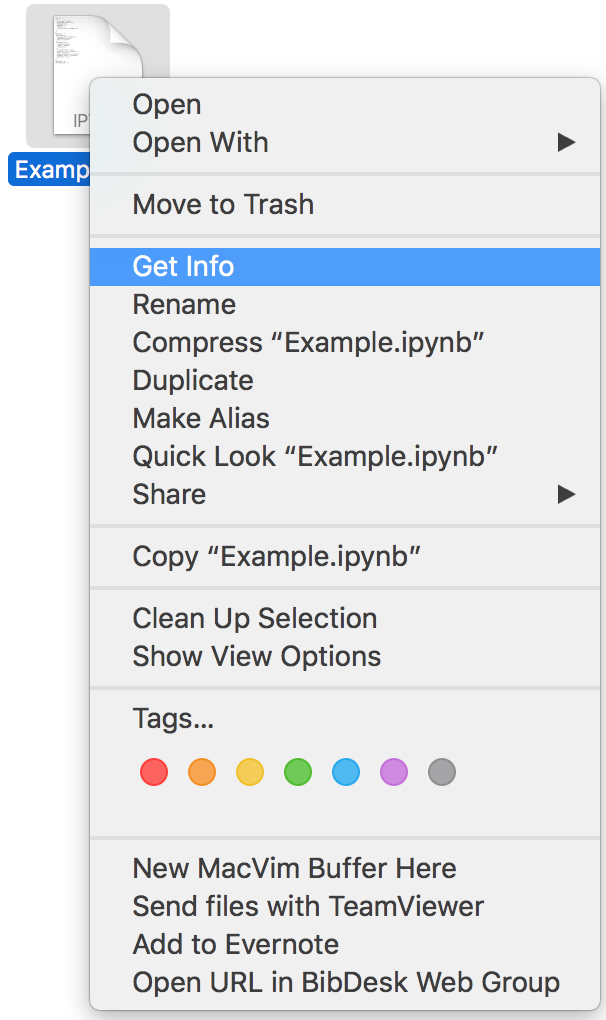 IP
Examp
Open
Open With
Move to Trash
Get Info
Rename
Compress “Example.ipynb”
Duplicate
Make Alias
Quick Look “Example.ipynb”
Share
Copy “Example.ipynb”
Clean Up Selection
Show View Options
Tags...
New MacVim Buffer Here
Send files with TeamViewer
Add to Evernote
Open URL in BibDesk Web Group